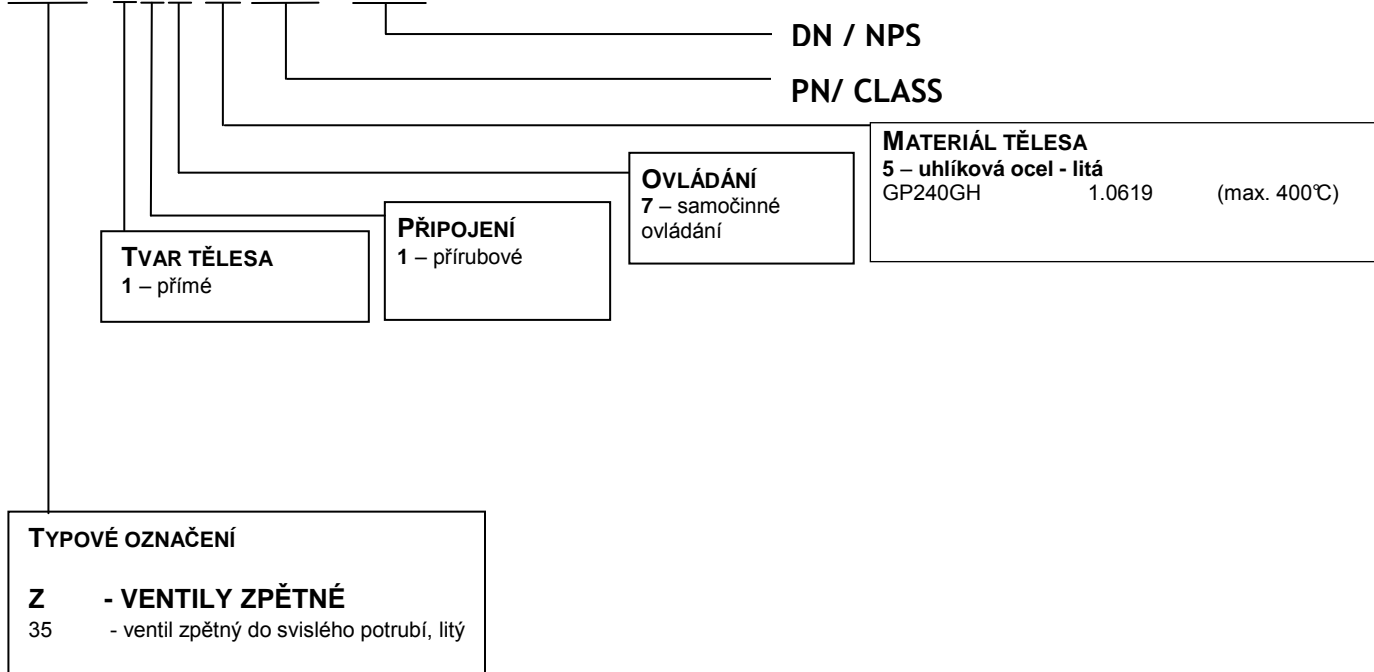 DN / NPS
PN/ CLASS
MATERIÁL TĚLESA
5 – uhlíková ocel - litá
GP240GH 1.0619 (max. 400°C)
OVLÁDÁNÍ
7 – samočinné
ovládání
PŘIPOJENÍ
1 – přírubové
TVAR TĚLESA
1 – přímé
TYPOVÉ OZNAČENÍ
Z - VENTILY ZPĚTNÉ
35 - ventil zpětný do svislého potrubí, litý